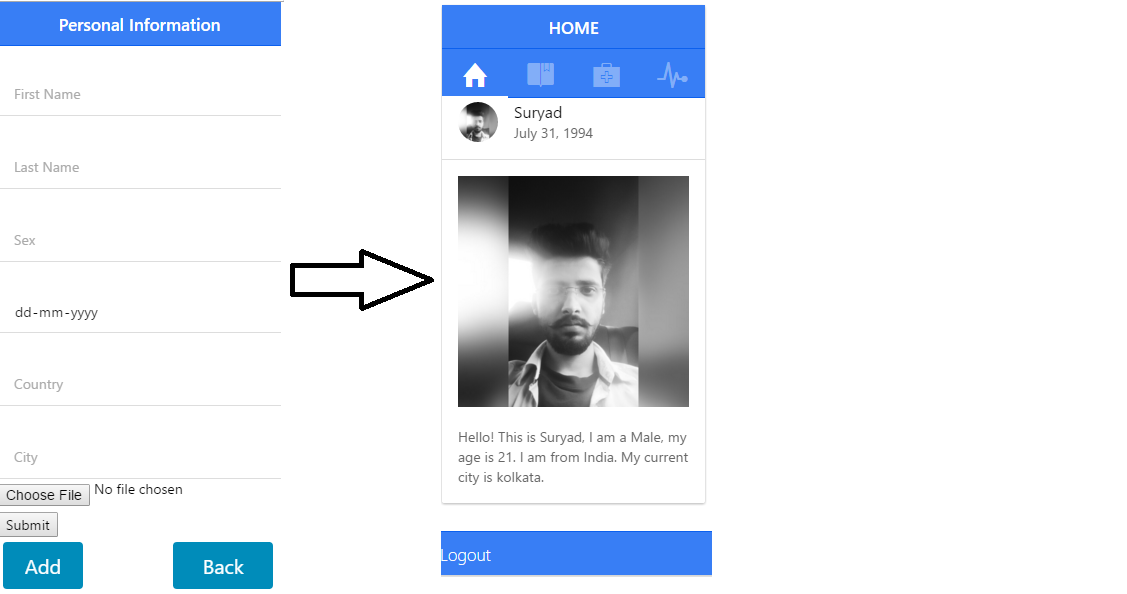 Personal Information
First Name
Last Name
Sex
dd-mm-yyyy
Country
City
Choose File No file chosen
Submit
Add Back
HOME
Suryad
July 31, 1994
Hello! This is Suryad, I am a Male, my
age is 21. I am from India. My current
city is kolkata.
Logout